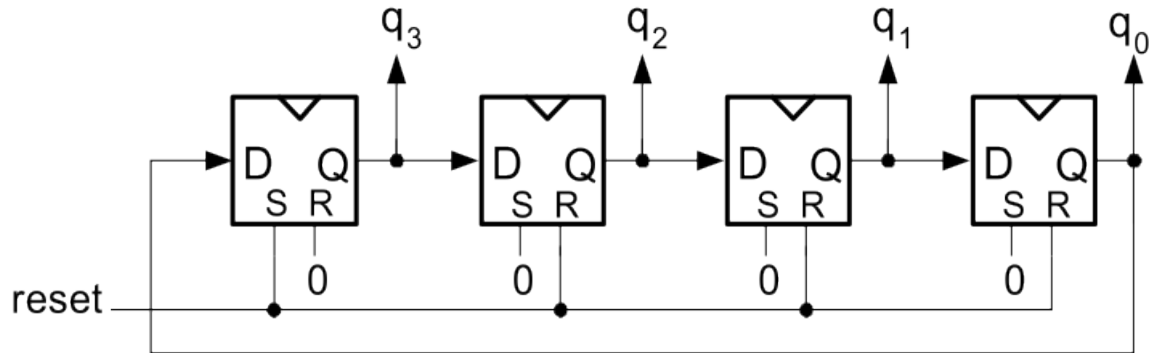 q3 q2 q1 q0
D Q D Q D Q D Q
S R S R S R S R
0 0 0 0
reset